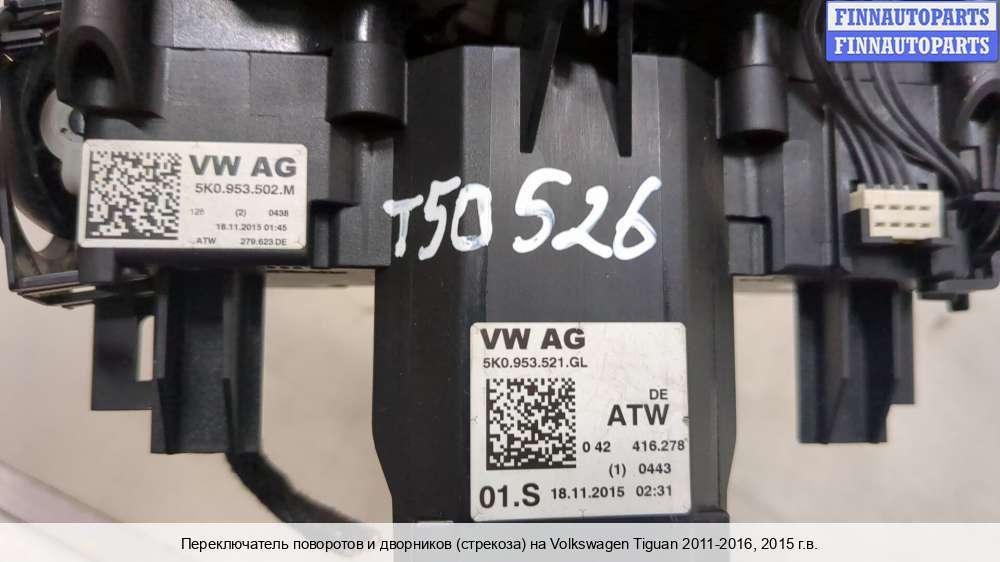 FINNAUTOPARTS
FINNAUTOPARTS
VW AG
5K0.953.502.M
126 (2) 0438
18.11.2015 01:45
ATW 279.623 DE
T50 526
VW AG
5K0.953.521.GL
DE
ATW
0 42 416.278
(1) 0443
01.S 18.11.2015 02:31
Переключатель поворотов и дворников (стрекоза) на Volkswagen Tiguan 2011-2016, 2015 г.в.